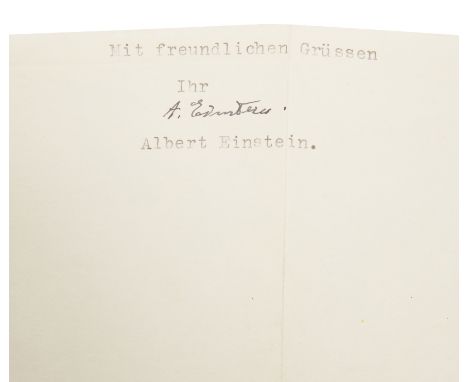 Mit freundlichen Grüssen
Ihr
A. Einstein.
Albert Einstein.